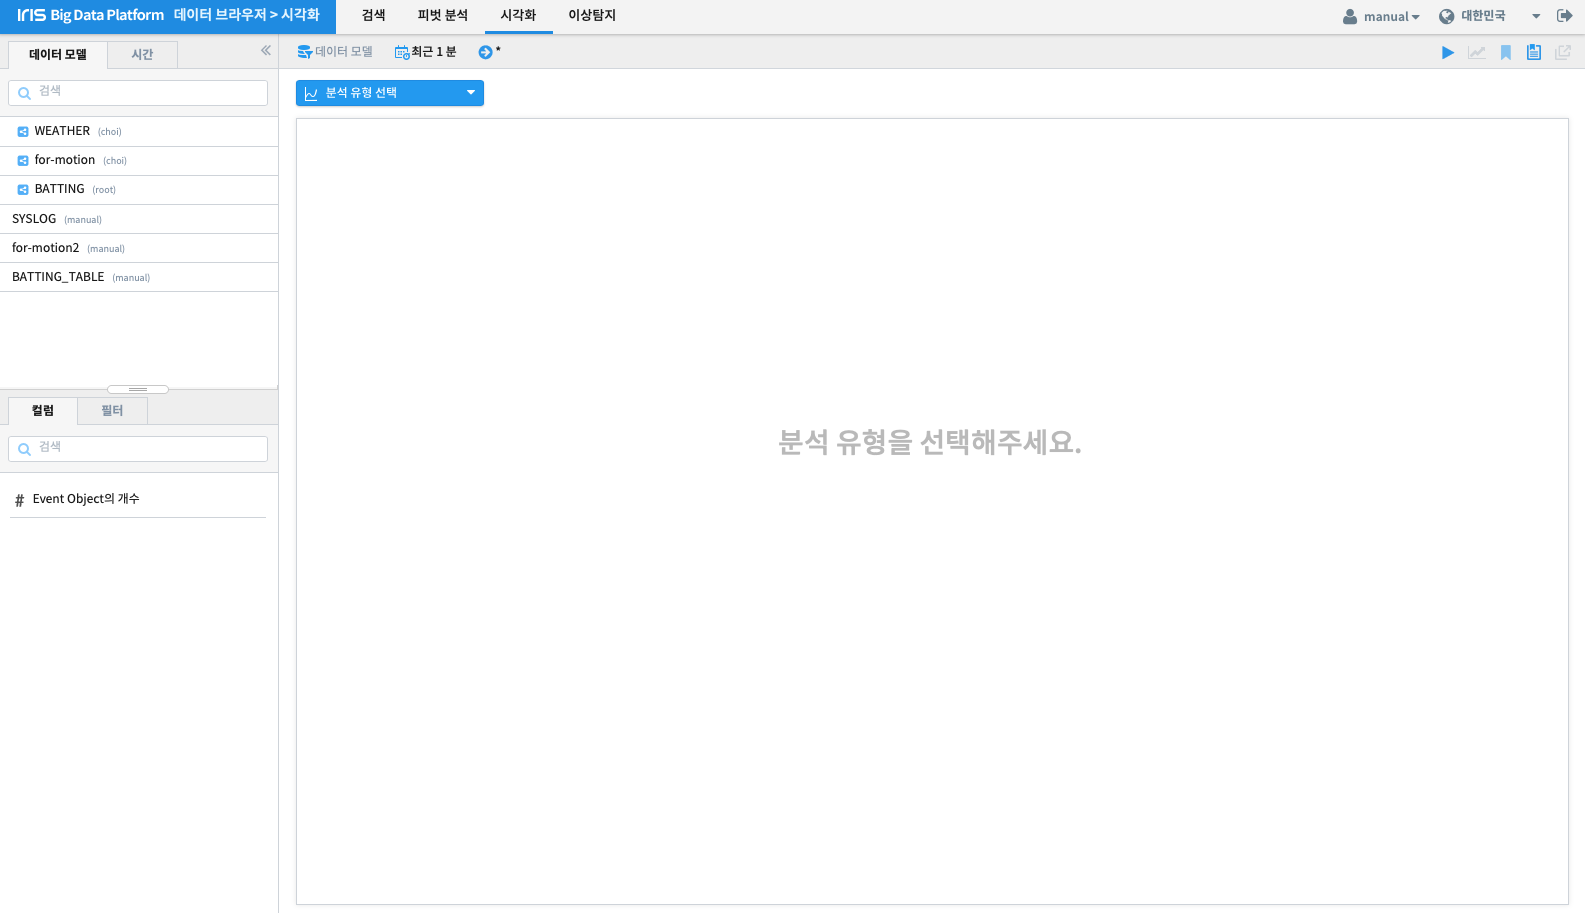 IRIS Big Data Platform 데이터 브라우저 > 시각화 검색 피벗 분석 시각화 이상탐지 manual 대한민국
데이터 모델 시간 데이터 모델 최근 1 분 *
검색
분석 유형 선택
WEATHER (choi)
for-motion (choi)
BATTING (root)
SYSLOG (manual)
for-motion2 (manual)
BATTING_TABLE (manual)
컬럼 필터
검색
# Event Object의 개수
분석 유형을 선택해주세요.